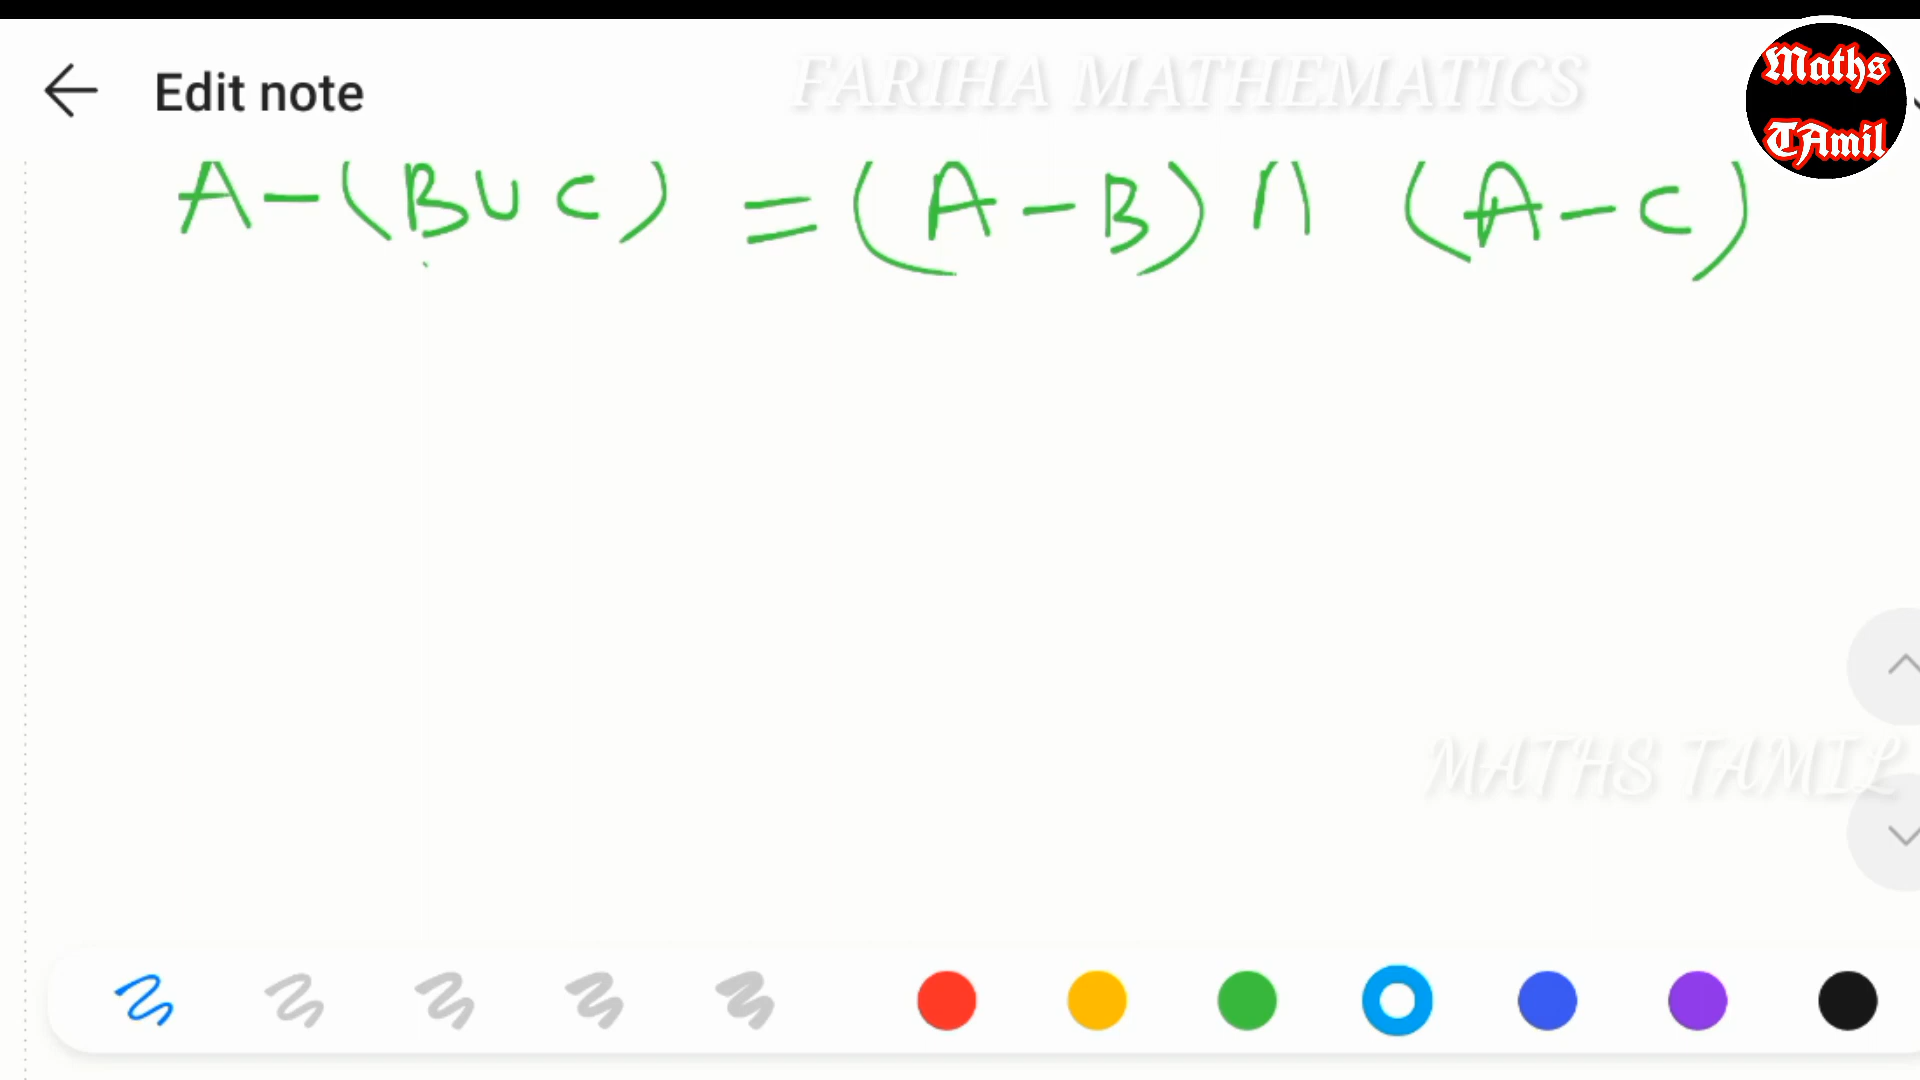 FARIHA MATHEMATICS
Maths
TAmil
Edit note
A-(B∪C) = (A-B) ∩ (A-C)
MATHS TAMIL